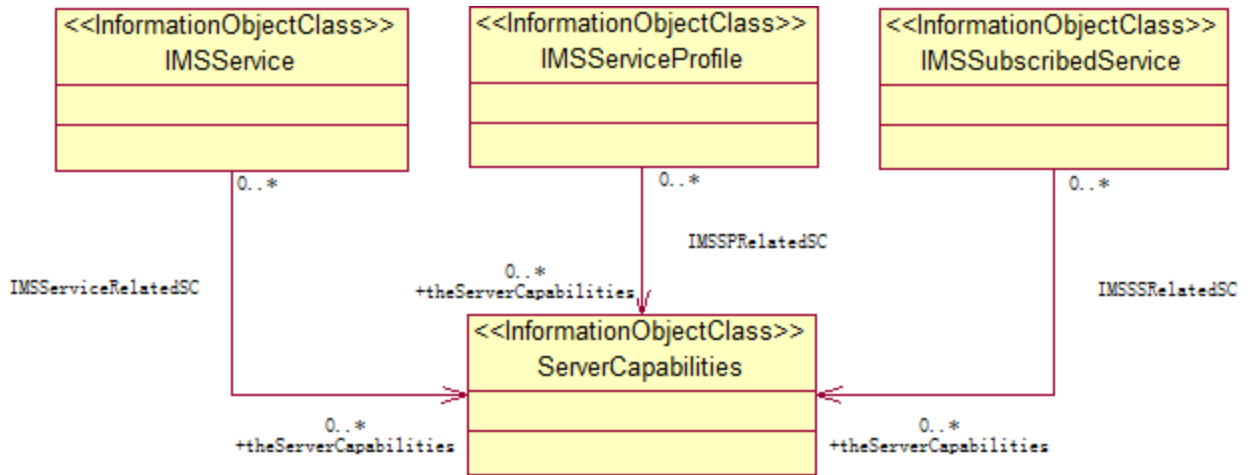 <<InformationObjectClass>>
IMSService
<<InformationObjectClass>>
IMSServiceProfile
<<InformationObjectClass>>
IMSSubscribedService
0..*
0..*
0..*
IMSSPRelatedSC
IMSServiceRelatedSC
0..*
+theServerCapabilities
IMSSSRelatedSC
<<InformationObjectClass>>
ServerCapabilities
0..*
+theServerCapabilities
0..*
+theServerCapabilities